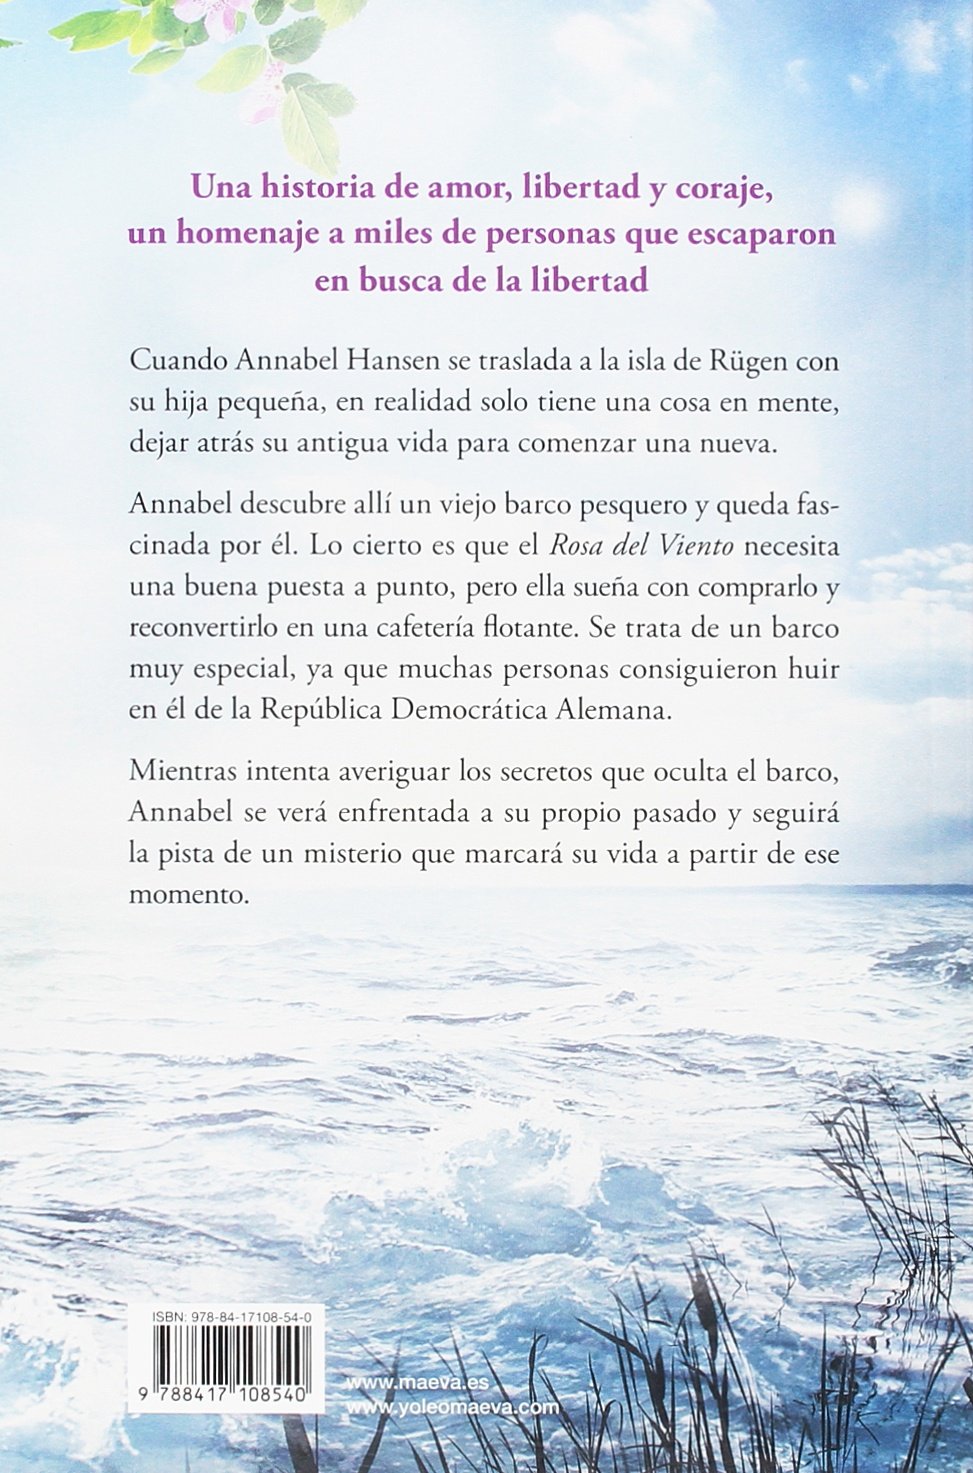 Una historia de amor, libertad y coraje,
un homenaje a miles de personas que escaparon
en busca de la libertad
Cuando Annabel Hansen se traslada a la isla de Rügen con
su hija pequeña, en realidad solo tiene una cosa en mente,
dejar atrás su antigua vida para comenzar una nueva.
Annabel descubre allí un viejo barco pesquero y queda fas-
cinada por él. Lo cierto es que el Rosa del Viento necesita
una buena puesta a punto, pero ella sueña con comprarlo y
reconvertirlo en una cafetería flotante. Se trata de un barco
muy especial, ya que muchas personas consiguieron huir
en él de la República Democrática Alemana.
Mientras intenta averiguar los secretos que oculta el barco,
Annabel se verá enfrentada a su propio pasado y seguirá
la pista de un misterio que marcará su vida a partir de ese
momento.
ISBN: 978-84-17108-54-0
9 788417 108540
www.maeva.es
www.yoleomaeva.com